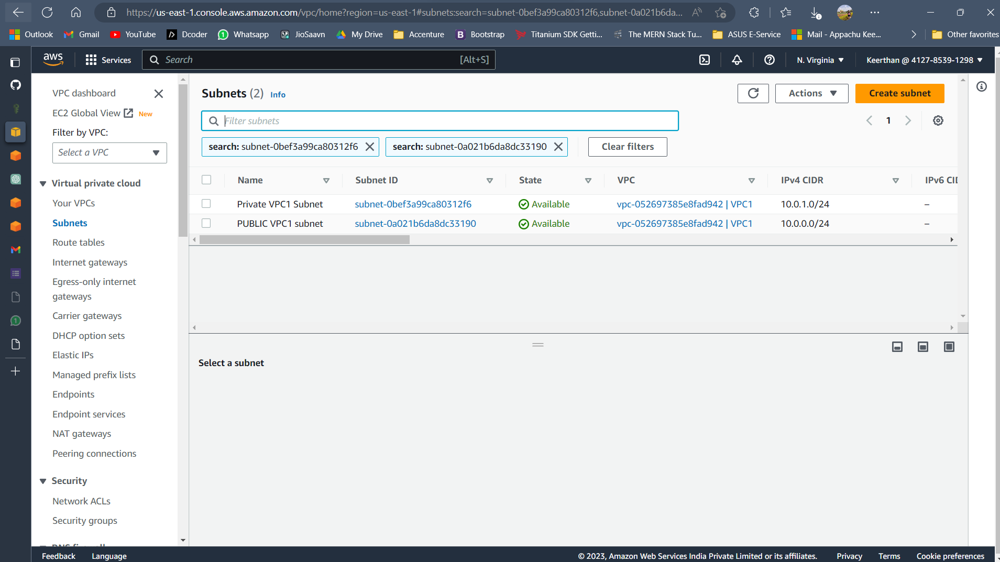 https://us-east-1.console.aws.amazon.com/vpc/home?region=us-east-1#subnets:search=subnet-0bef3a99ca80312f6,subnet-0a021b6da...
Outlook Gmail YouTube Dcoder Whatsapp JioSaavn My Drive Accenture Bootstrap Titanium SDK Getti... The MERN Stack Tu... ASUS E-Service Mail - Appachu Kee... Other favorites
aws Services Search [Alt+S] N. Virginia Keerthan @ 4127-8539-1298
VPC dashboard
EC2 Global View New
Filter by VPC:
Select a VPC
Virtual private cloud
Your VPCs
Subnets
Route tables
Internet gateways
Egress-only internet
gateways
Carrier gateways
DHCP option sets
Elastic IPs
Managed prefix lists
Endpoints
Endpoint services
NAT gateways
Peering connections
Security
Network ACLs
Security groups
Subnets (2) Info
Actions
Create subnet
Filter subnets
1
search: subnet-0bef3a99ca80312f6
search: subnet-0a021b6da8dc33190
Clear filters
Name Subnet ID State VPC IPv4 CIDR IPv6 CID
Private VPC1 Subnet subnet-0bef3a99ca80312f6 Available vpc-052697385e8fad942 | VPC1 10.0.1.0/24 –
PUBLIC VPC1 subnet subnet-0a021b6da8dc33190 Available vpc-052697385e8fad942 | VPC1 10.0.0.0/24 –
Select a subnet
Feedback Language © 2023, Amazon Web Services India Private Limited or its affiliates. Privacy Terms Cookie preferences